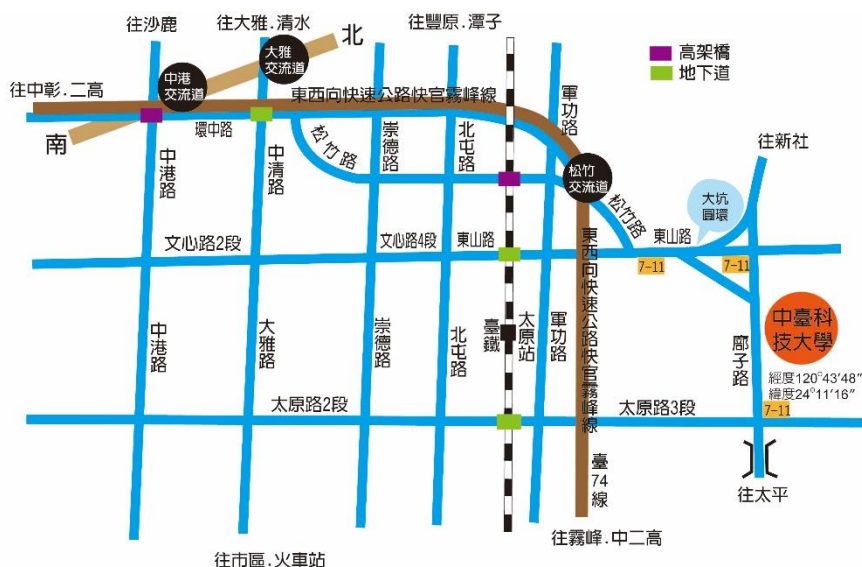 往沙鹿
往大雅.清水
往豐原.潭子
北
高架橋
地下道
大雅
交流道
中港
交流道
往中彰.二高
東西向快速公路快官霧峰線
軍功路
南
環中路
松竹路
崇德路
北屯路
中港路
中清路
往新社
松竹
交流道
松竹路
大坑
圓環
文心路2段
文心路4段
東山路
東山路
7-11
7-11
東西向快速公路快官霧峰線
中港路
大雅路
崇德路
北屯路
臺鐵
太原站
軍功路
廍子路
中臺科
技大學
經度120°43'48"
緯度24°11'16"
7-11
太原路2段
太原路3段
臺74線
往太平
往霧峰.中二高
往市區.火車站